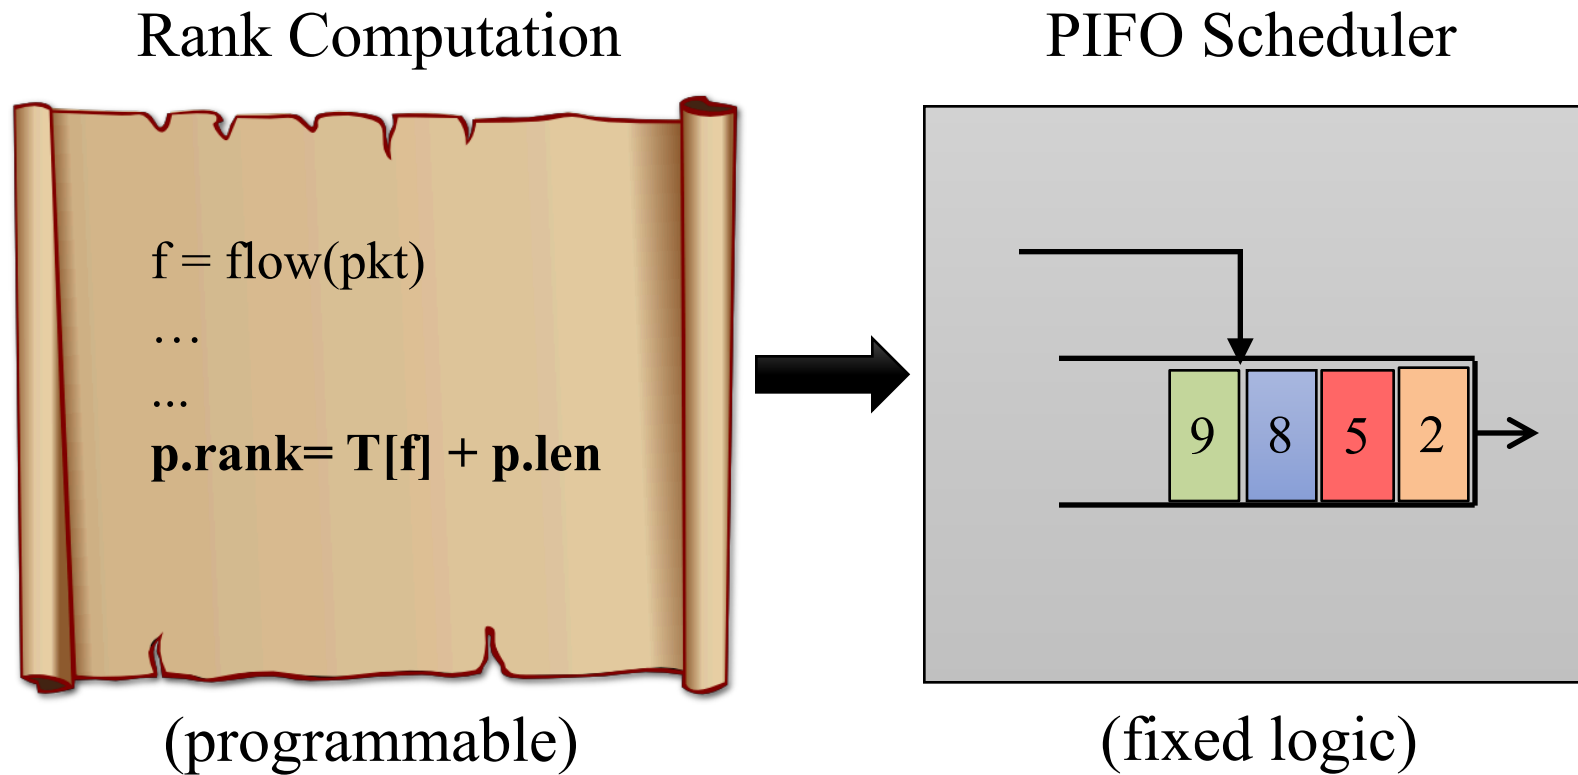 Rank Computation
f = flow(pkt)
…
...
p.rank= T[f] + p.len
(programmable)
PIFO Scheduler
9 8 5 2
(fixed logic)